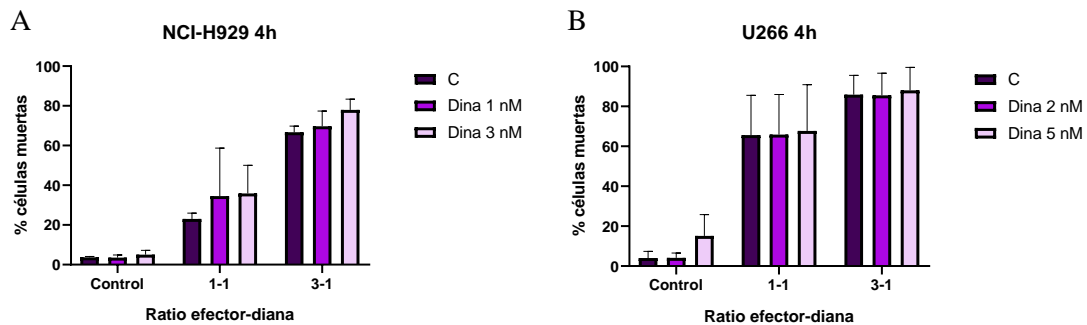 A
NCI-H929 4h
% células muertas
100
80
60
40
20
0
Control
1-1
3-1
Ratio efector-diana
C
Dina 1 nM
Dina 3 nM
B
U266 4h
% células muertas
100
80
60
40
20
0
Control
1-1
3-1
Ratio efector-diana
C
Dina 2 nM
Dina 5 nM